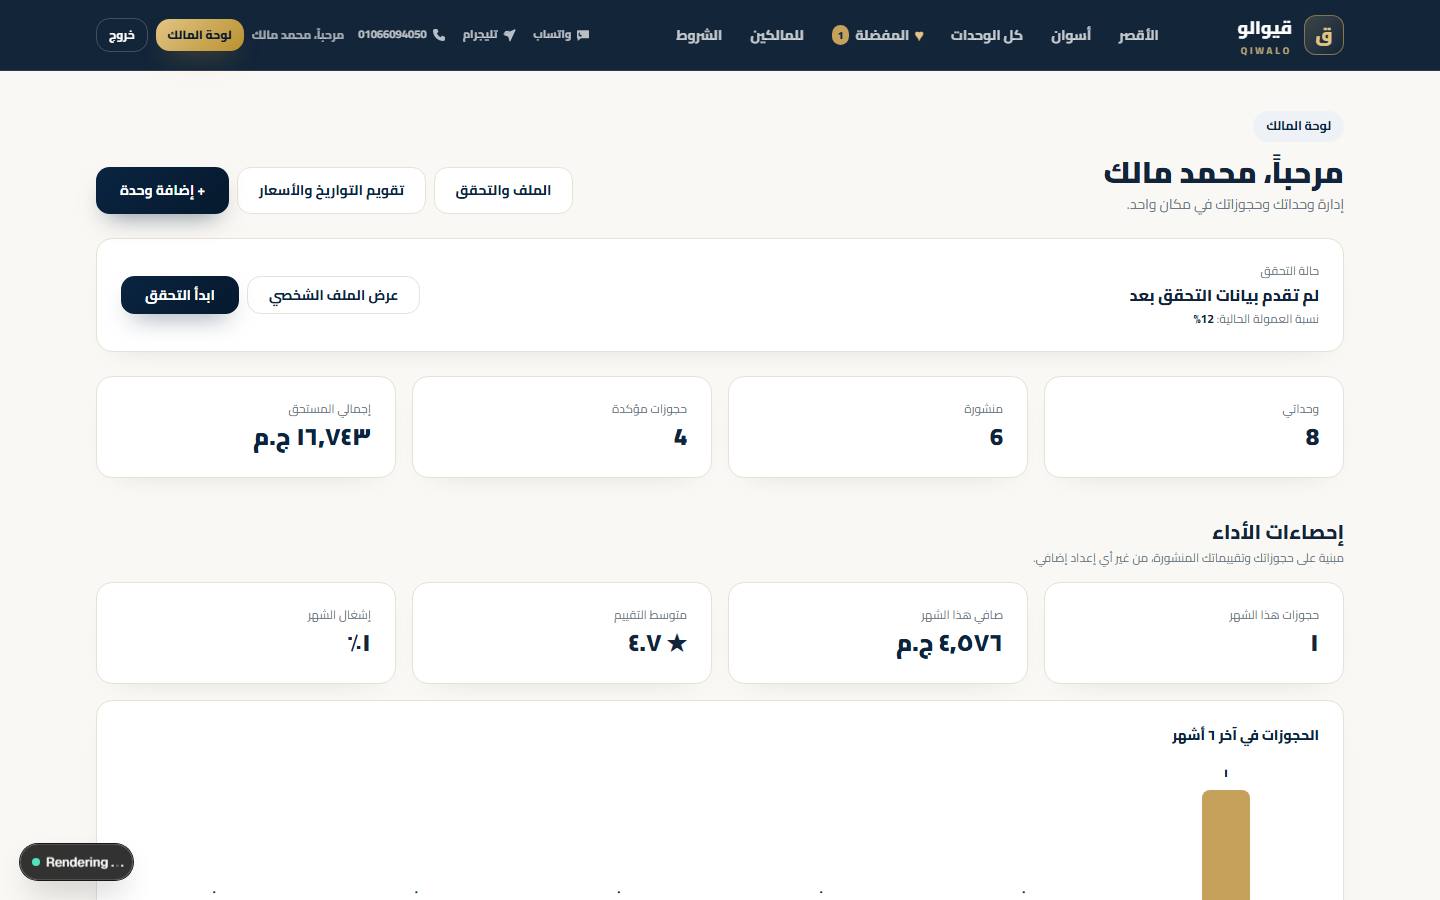 ق
قيوالو
QIWALO
الأقصر
أسوان
كل الوحدات
♥ المفضلة 1
للمالكين
الشروط
واتساب
تليجرام
01066094050
مرحباً، محمد مالك
لوحة المالك
خروج
لوحة المالك
مرحباً، محمد مالك
إدارة وحداتك وحجوزاتك في مكان واحد.
الملف والتحقق
تقويم التواريخ والأسعار
+ إضافة وحدة
حالة التحقق
لم تقدم بيانات التحقق بعد
نسبة العمولة الحالية: 12%
عرض الملف الشخصي
ابدأ التحقق
وحداتي
8
منشورة
6
حجوزات مؤكدة
4
إجمالي المستحق
١٦٬٧٤٣ ج.م
إحصاءات الأداء
مبنية على حجوزاتك وتقييماتك المنشورة، من غير أي إعداد إضافي.
حجوزات هذا الشهر
١
صافي هذا الشهر
٤٬٥٧٦ ج.م
متوسط التقييم
★ ٤.٧
إشغال الشهر
١٪
الحجوزات في آخر ٦ أشهر
١
٠
٠
٠
٠
٠
Rendering ...